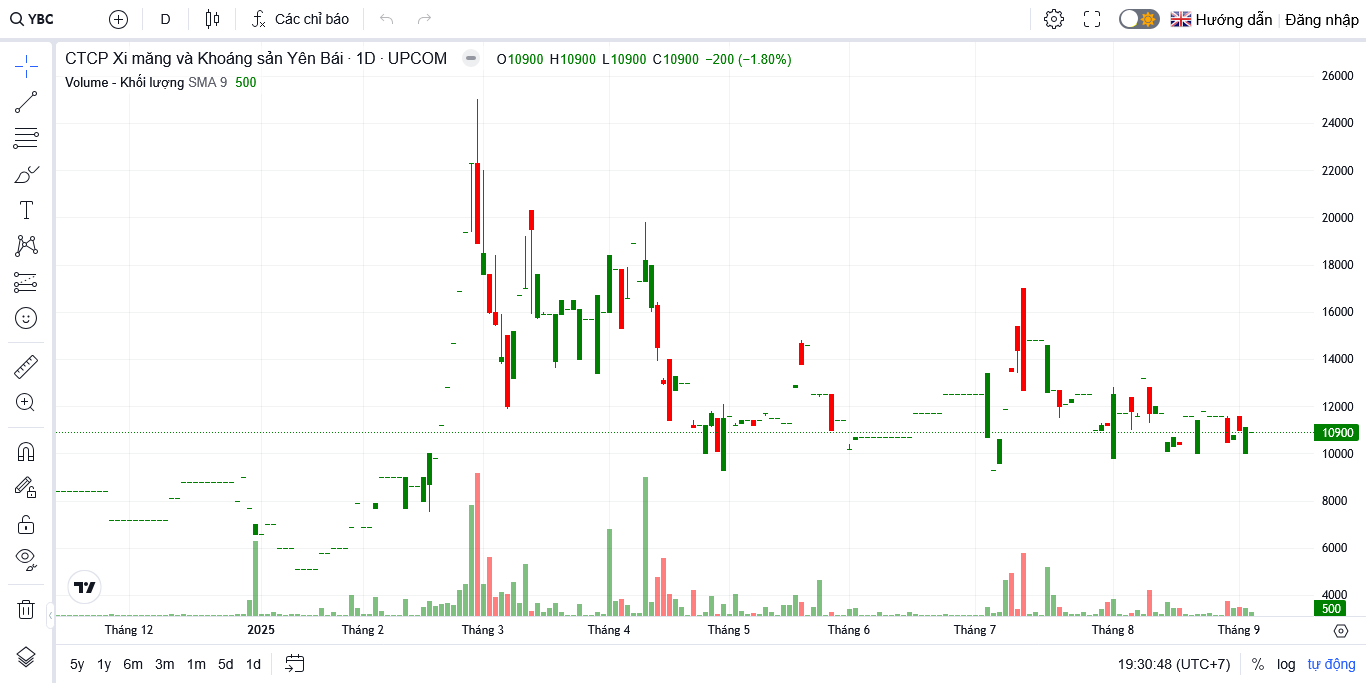 YBC D Các chỉ báo Hướng dẫn Đăng nhập
CTCP Xi măng và Khoáng sản Yên Bái · 1D · UPCOM O10900 H10900 L10900 C10900 −200 (−1.80%)
Volume - Khối lượng SMA 9 500
26000
24000
22000
20000
18000
16000
14000
12000
10900
10000
8000
6000
4000
500
Tháng 12 2025 Tháng 2 Tháng 3 Tháng 4 Tháng 5 Tháng 6 Tháng 7 Tháng 8 Tháng 9
5y 1y 6m 3m 1m 5d 1d 19:30:48 (UTC+7) % log tự động